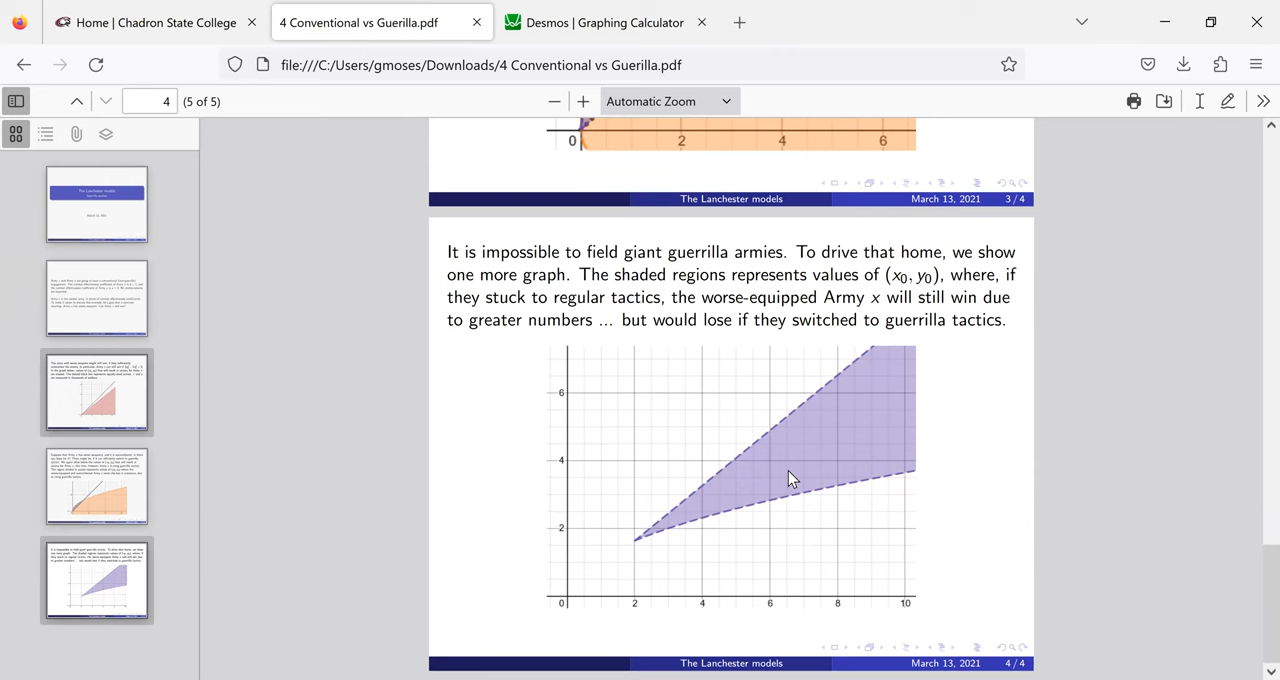 Home | Chadron State College
4 Conventional vs Guerilla.pdf
Desmos | Graphing Calculator
file:///C:/Users/gmoses/Downloads/4 Conventional vs Guerilla.pdf
4 (5 of 5)
Automatic Zoom
0 2 4 6
The Lanchester models March 13, 2021 3 / 4
It is impossible to field giant guerrilla armies. To drive that home, we show
one more graph. The shaded regions represents values of (x₀, y₀), where, if
they stuck to regular tactics, the worse-equipped Army x will still win due
to greater numbers ... but would lose if they switched to guerrilla tactics.
6
4
2
0 2 4 6 8 10
The Lanchester models March 13, 2021 4 / 4